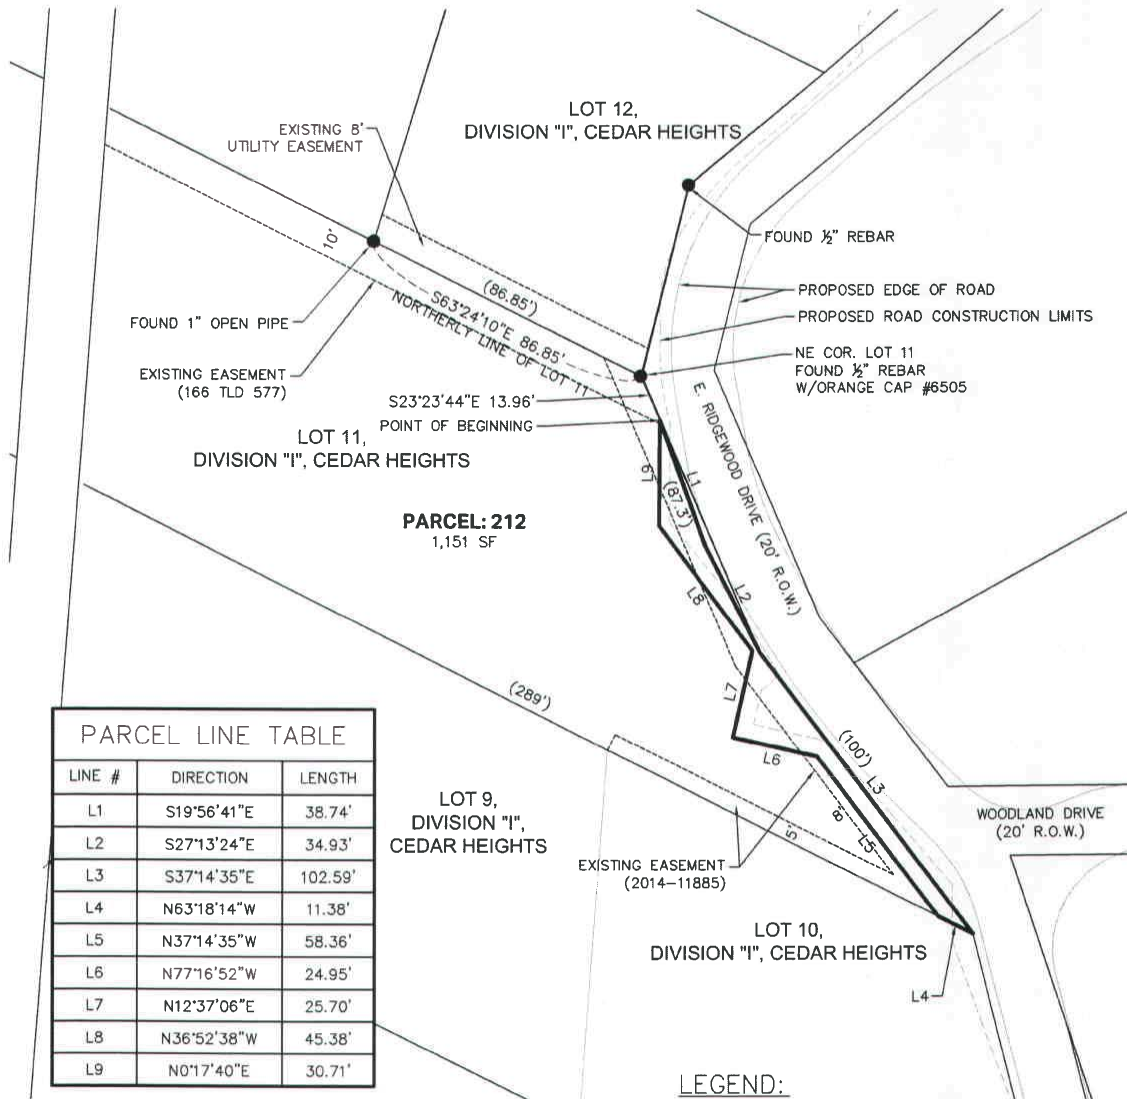 LOT 12,
DIVISION "I", CEDAR HEIGHTS
EXISTING 8'
UTILITY EASEMENT
FOUND ½" REBAR
10'
(86.85')
S63°24'10"E 86.85'
NORTHERLY LINE OF LOT 11
PROPOSED EDGE OF ROAD
PROPOSED ROAD CONSTRUCTION LIMITS
FOUND 1" OPEN PIPE
NE COR. LOT 11
FOUND ½" REBAR
W/ORANGE CAP #6505
EXISTING EASEMENT
(166 TLD 577)
S23°23'44"E 13.96'
POINT OF BEGINNING
E. RIDGEWOOD DRIVE (20' R.O.W.)
LOT 11,
DIVISION "I", CEDAR HEIGHTS
L9
L1
(87.3')
PARCEL: 212
1,151 SF
L8
L2
L7
(289')
L6
(100')
L3
PARCEL LINE TABLE
LINE # DIRECTION LENGTH
L1 S19°56'41"E 38.74'
L2 S27°13'24"E 34.93'
L3 S37°14'35"E 102.59'
L4 N63°18'14"W 11.38'
L5 N37°14'35"W 58.36'
L6 N77°16'52"W 24.95'
L7 N12°37'06"E 25.70'
L8 N36°52'38"W 45.38'
L9 N0°17'40"E 30.71'
LOT 9,
DIVISION "I",
CEDAR HEIGHTS
8'
5'
L5
WOODLAND DRIVE
(20' R.O.W.)
EXISTING EASEMENT
(2014-11885)
LOT 10,
DIVISION "I", CEDAR HEIGHTS
L4
LEGEND: